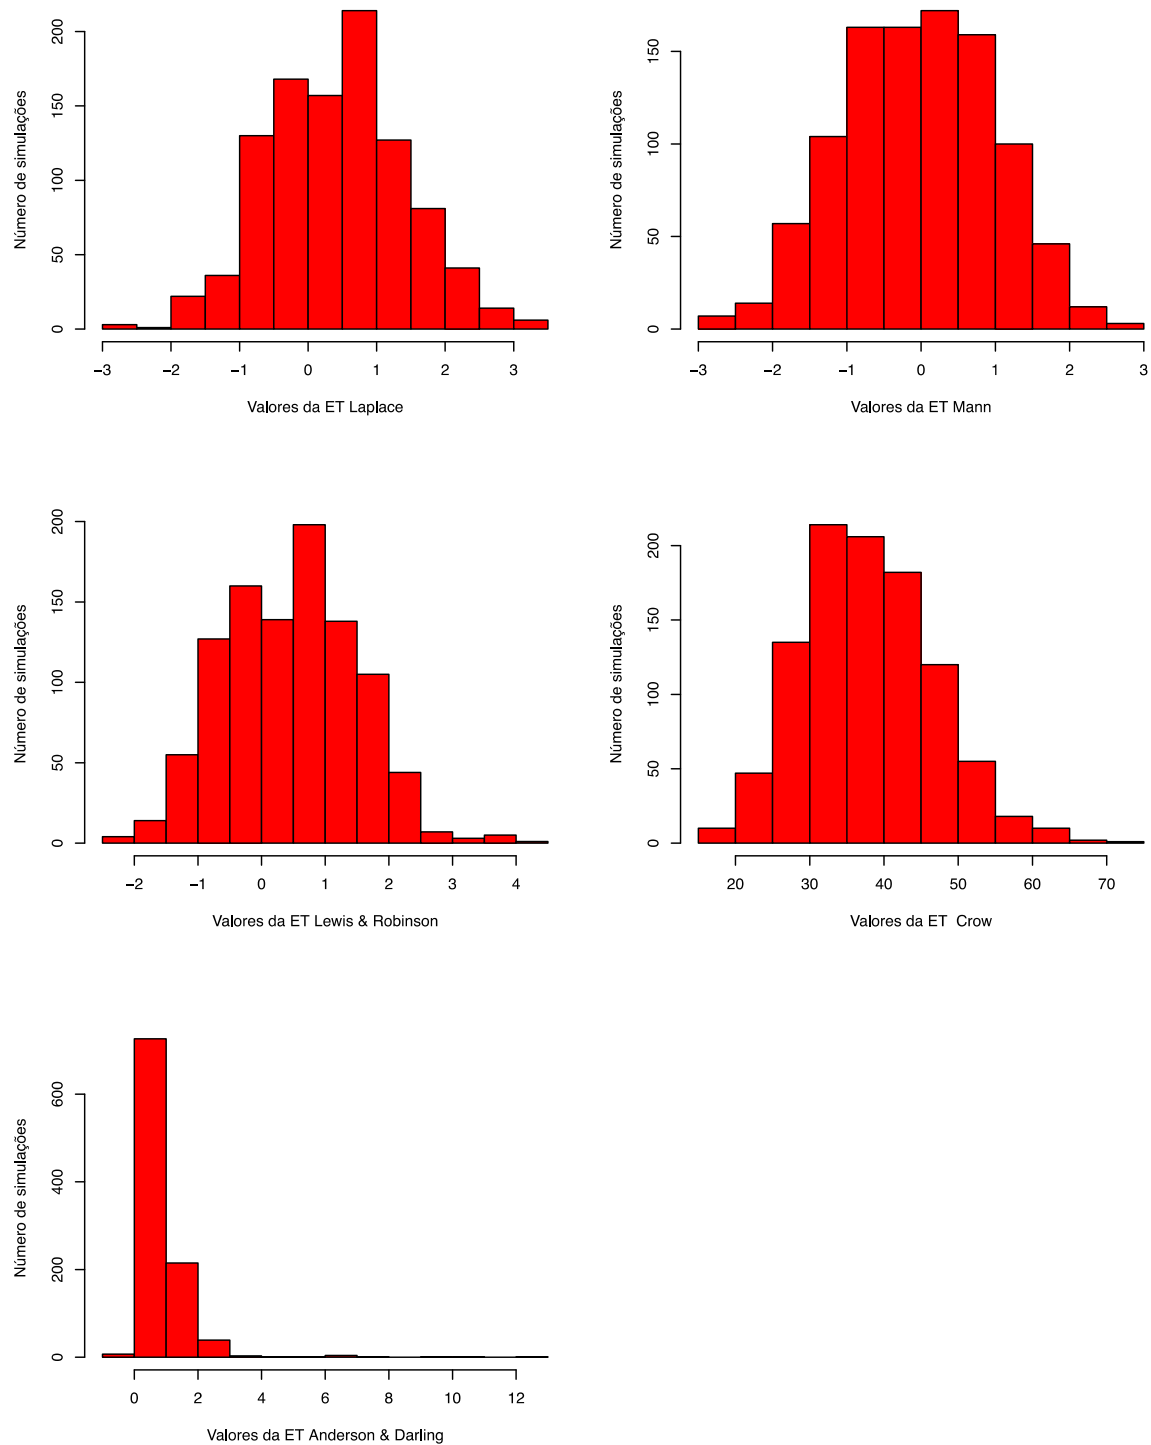 Número de simulações
0 50 100 150 200
−3 −2 −1 0 1 2 3
Valores da ET Laplace
Número de simulações
0 50 100 150
−3 −2 −1 0 1 2 3
Valores da ET Mann
Número de simulações
0 50 100 150 200
−2 −1 0 1 2 3 4
Valores da ET Lewis & Robinson
Número de simulações
0 50 100 150 200
20 30 40 50 60 70
Valores da ET Crow
Número de simulações
0 200 400 600
0 2 4 6 8 10 12
Valores da ET Anderson & Darling